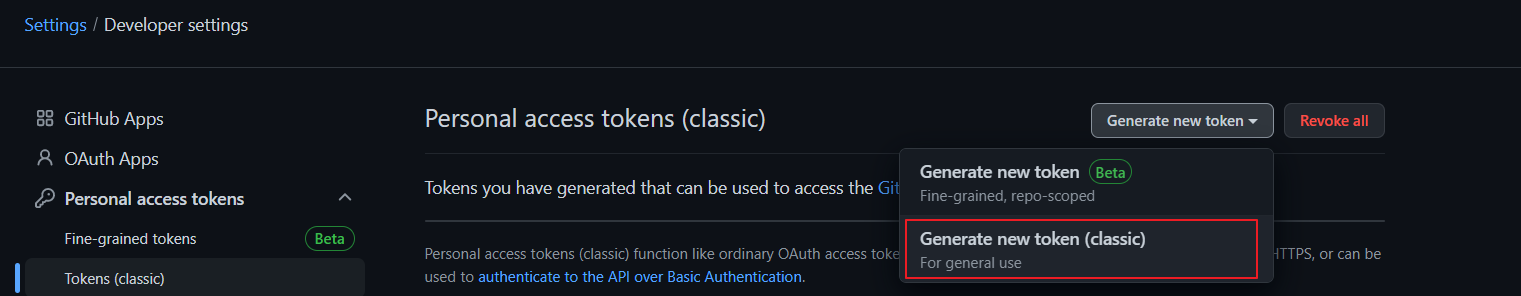 Settings / Developer settings
GitHub Apps
OAuth Apps
Personal access tokens
Fine-grained tokens Beta
Tokens (classic)
Personal access tokens (classic)
Generate new token
Revoke all
Generate new token Beta
Fine-grained, repo-scoped
Generate new token (classic)
For general use
Tokens you have generated that can be used to access the Git
Personal access tokens (classic) function like ordinary OAuth access HTTPS, or can be
used to authenticate to the API over Basic Authentication.